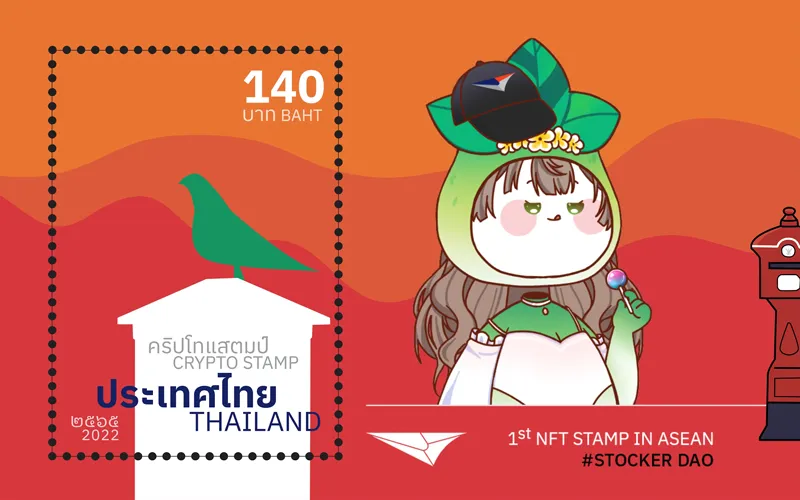 140
บาท BAHT
คริปโทแสตมป์
CRYPTO STAMP
ประเทศไทย
THAILAND
๒๕๖๕
2022
1st NFT STAMP IN ASEAN
#STOCKER DAO